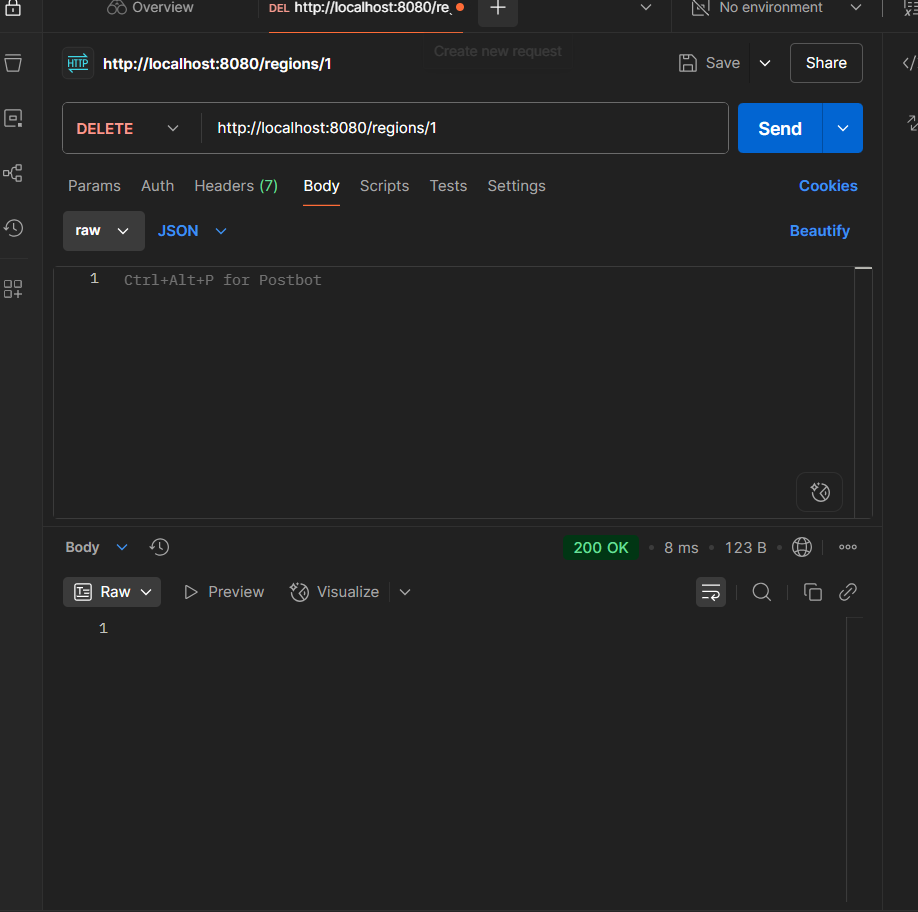 Overview
DEL http://localhost:8080/re
No environment
Create new request
HTTP http://localhost:8080/regions/1
Save
Share
DELETE http://localhost:8080/regions/1
Send
Params Auth Headers (7) Body Scripts Tests Settings Cookies
raw JSON Beautify
1 Ctrl+Alt+P for Postbot
Body 200 OK • 8 ms • 123 B •
Raw Preview Visualize
1